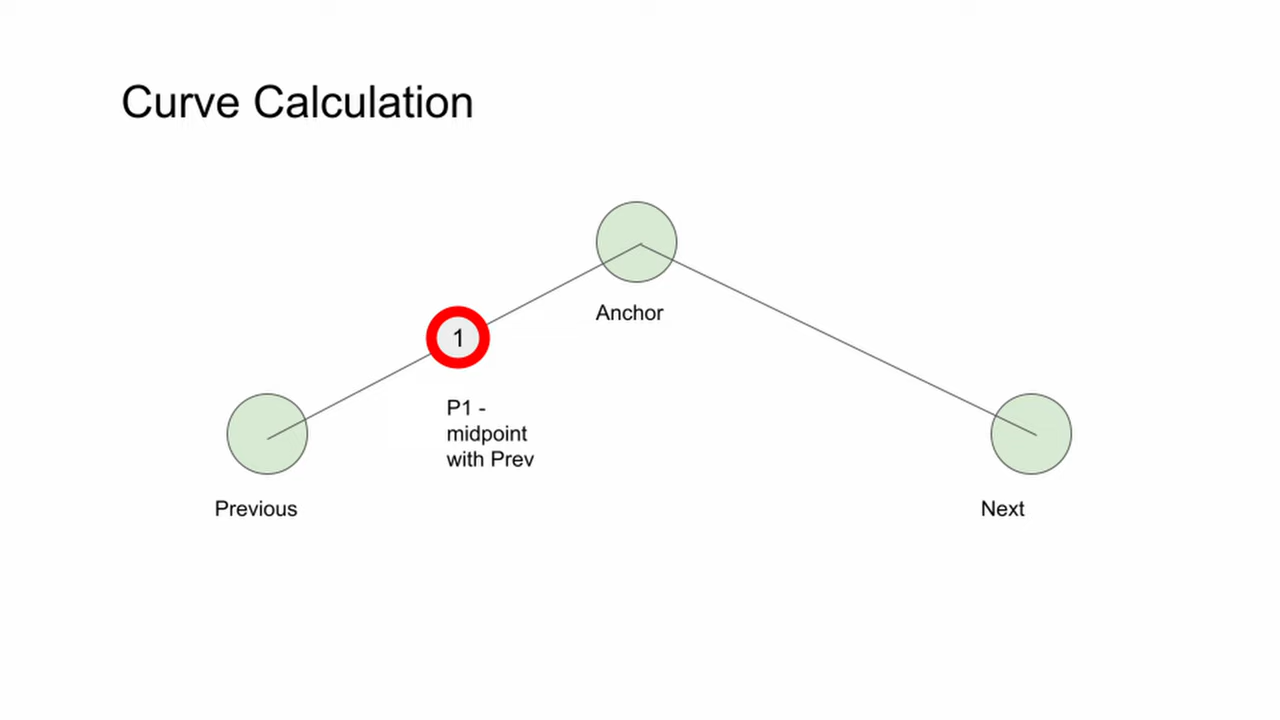 Curve Calculation
Anchor
1
P1 -
midpoint
with Prev
Previous
Next